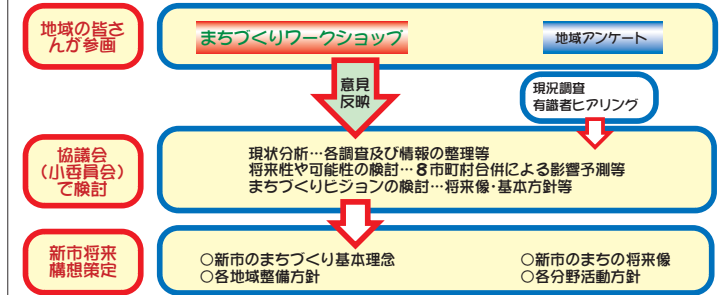 地域の皆さ
んが参画
まちづくりワークショップ
地域アンケート
意見
反映
現況調査
有識者ヒアリング
協議会
(小委員会)
で検討
現状分析…各調査及び情報の整理等
将来性や可能性の検討…8市町村合併による影響予測等
まちづくりビジョンの検討…将来像・基本方針等
新市将来
構想策定
○新市のまちづくり基本理念
○新市のまちの将来像
○各地域整備方針
○各分野活動方針